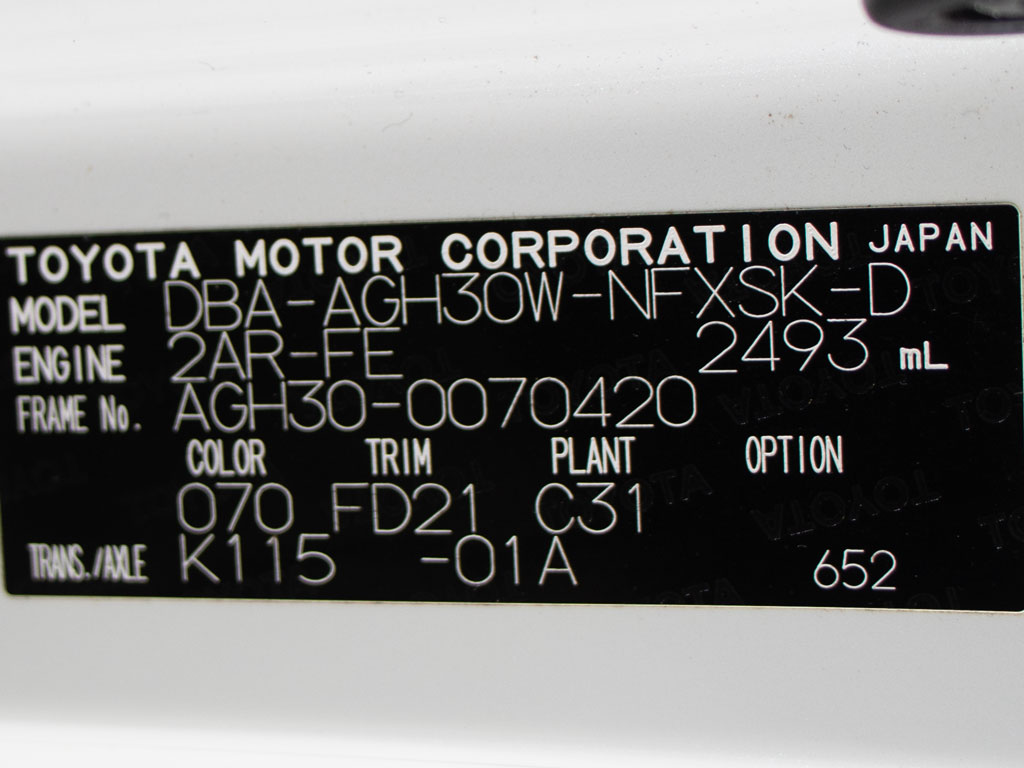 TOYOTA MOTOR CORPORATION JAPAN
MODEL DBA-AGH30W-NFXSK-D
ENGINE 2AR-FE 2493 mL
FRAME No. AGH30-0070420
COLOR TRIM PLANT OPTION
070 FD21 C31
TRANS./AXLE K115 -01A 652